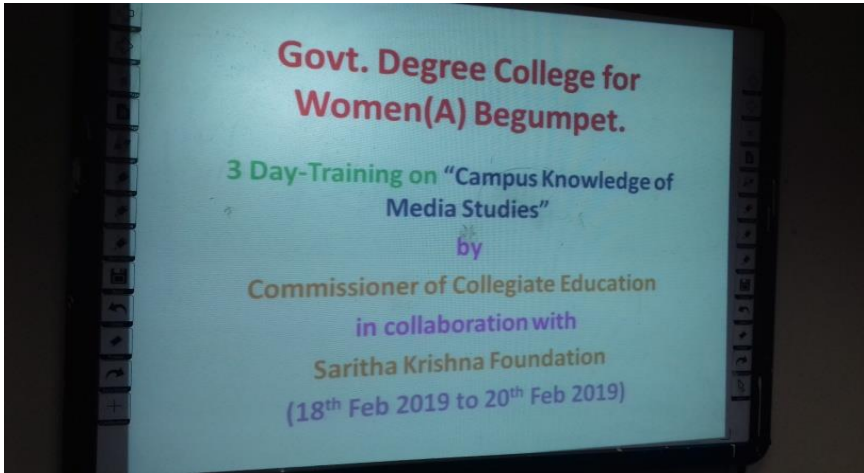 Govt. Degree College for
Women(A) Begumpet.
3 Day-Training on “Campus Knowledge of
Media Studies”
by
Commissioner of Collegiate Education
in collaboration with
Saritha Krishna Foundation
(18th Feb 2019 to 20th Feb 2019)